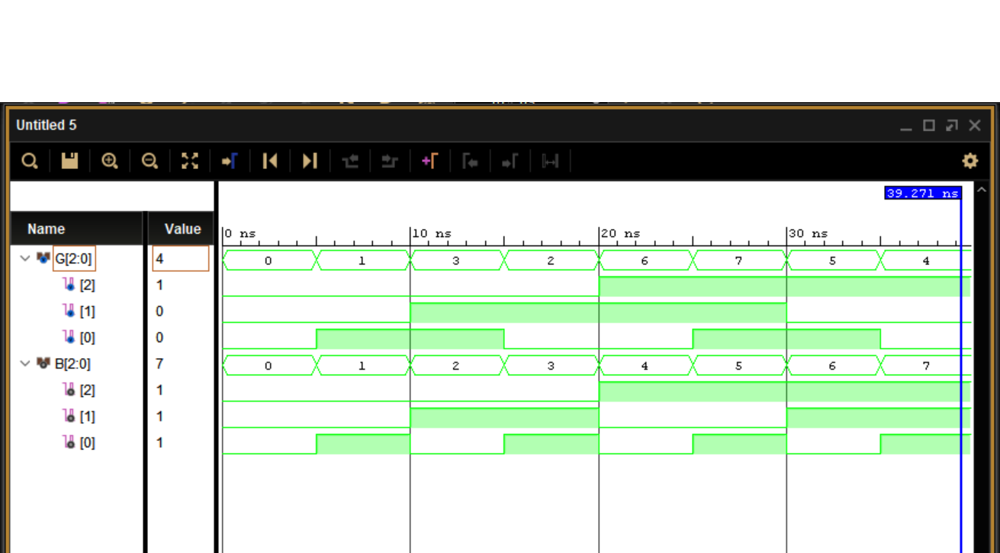 Untitled 5
39.271 ns
Name Value
0 ns 10 ns 20 ns 30 ns
G[2:0] 4 0 1 3 2 6 7 5 4
[2] 1
[1] 0
[0] 0
B[2:0] 7 0 1 2 3 4 5 6 7
[2] 1
[1] 1
[0] 1